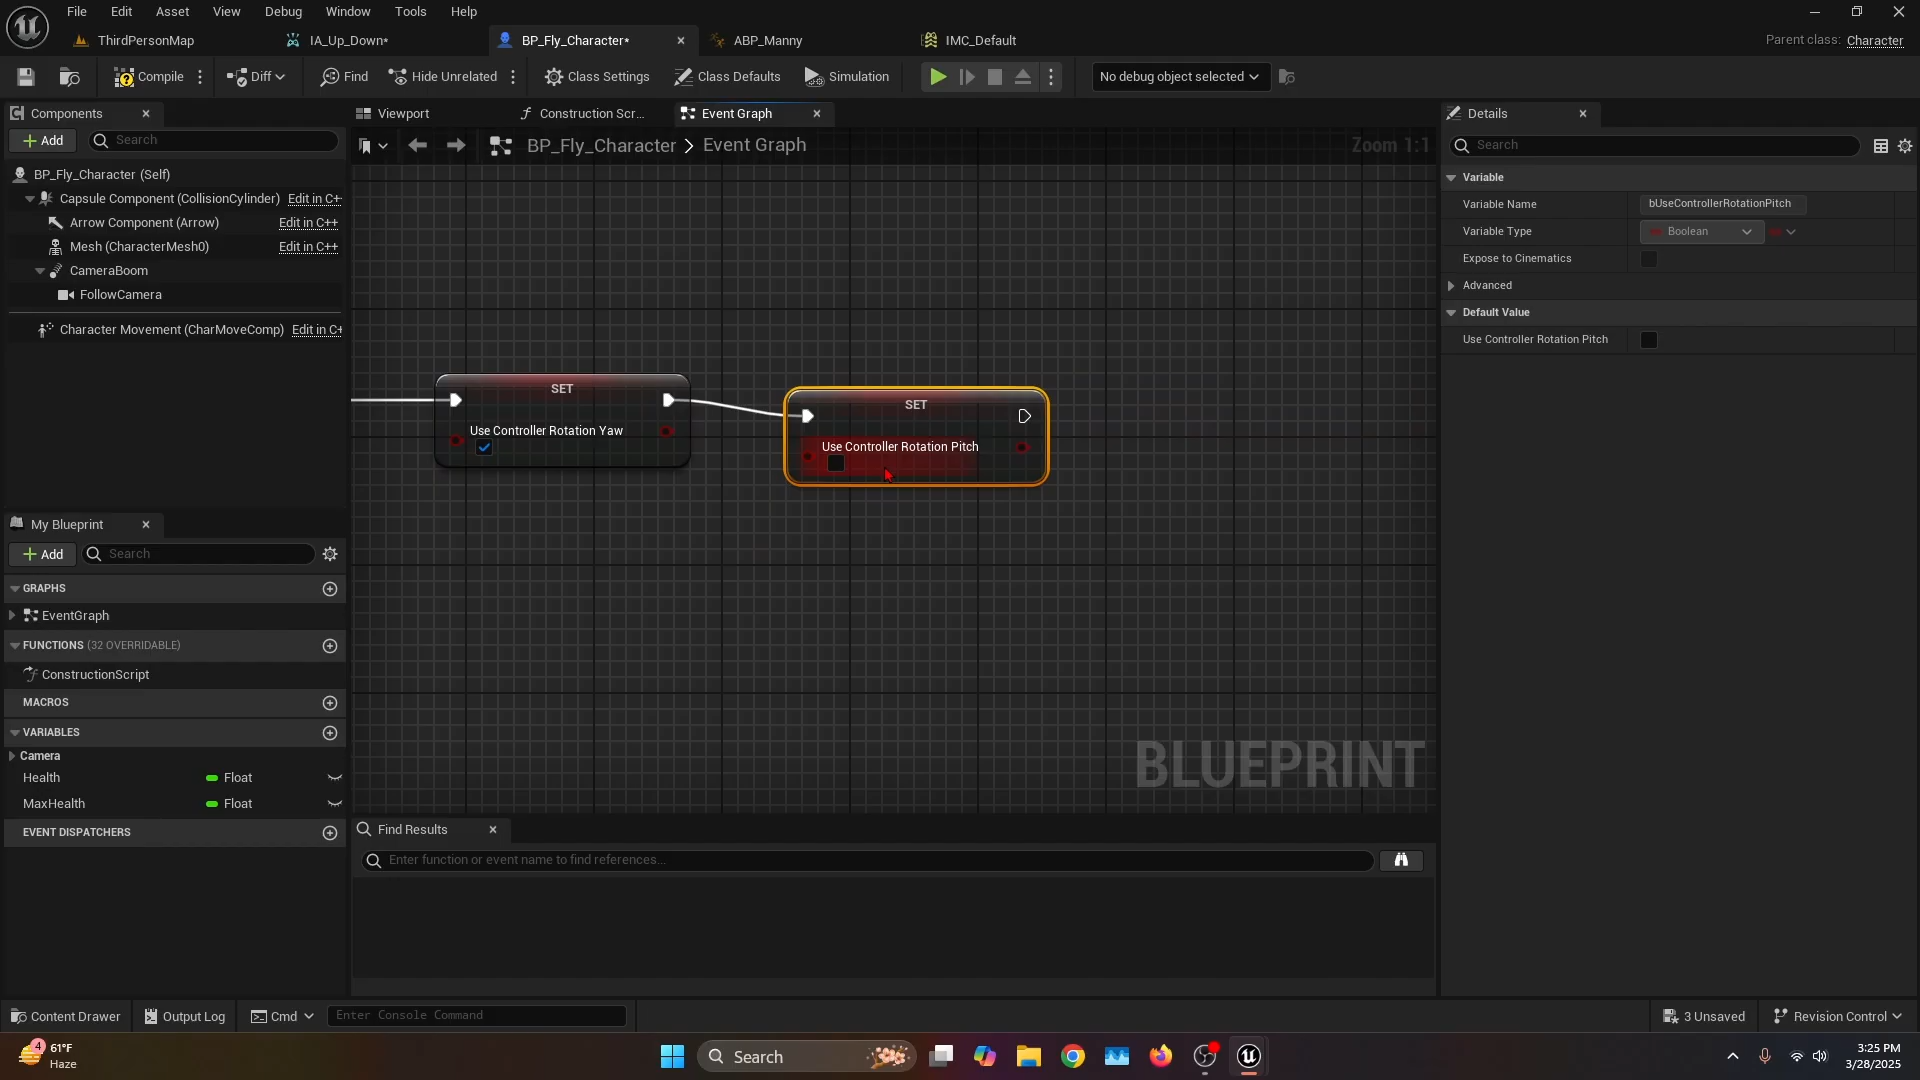 File Edit Asset View Debug Window Tools Help
ThirdPersonMap IA_Up_Down* BP_Fly_Character* ABP_Manny IMC_Default Parent class: Character
Compile Diff Find Hide Unrelated Class Settings Class Defaults Simulation No debug object selected
Components
Add Search
BP_Fly_Character (Self)
Capsule Component (CollisionCylinder) Edit in C+
Arrow Component (Arrow) Edit in C++
Mesh (CharacterMesh0) Edit in C++
CameraBoom
FollowCamera
Character Movement (CharMoveComp) Edit in C+
My Blueprint
Add Search
GRAPHS
EventGraph
FUNCTIONS (32 OVERRIDABLE)
ConstructionScript
MACROS
VARIABLES
Camera
Health Float
MaxHealth Float
EVENT DISPATCHERS
Viewport Construction Scr... Event Graph
BP_Fly_Character > Event Graph Zoom 1:1
SET
Use Controller Rotation Yaw
SET
Use Controller Rotation Pitch
BLUEPRINT
Find Results
Enter function or event name to find references...
Details
Search
Variable
Variable Name bUseControllerRotationPitch
Variable Type Boolean
Expose to Cinematics
Advanced
Default Value
Use Controller Rotation Pitch
Content Drawer Output Log Cmd Enter Console Command 3 Unsaved Revision Control
4 61°F
Haze
Search
3:25 PM
3/28/2025